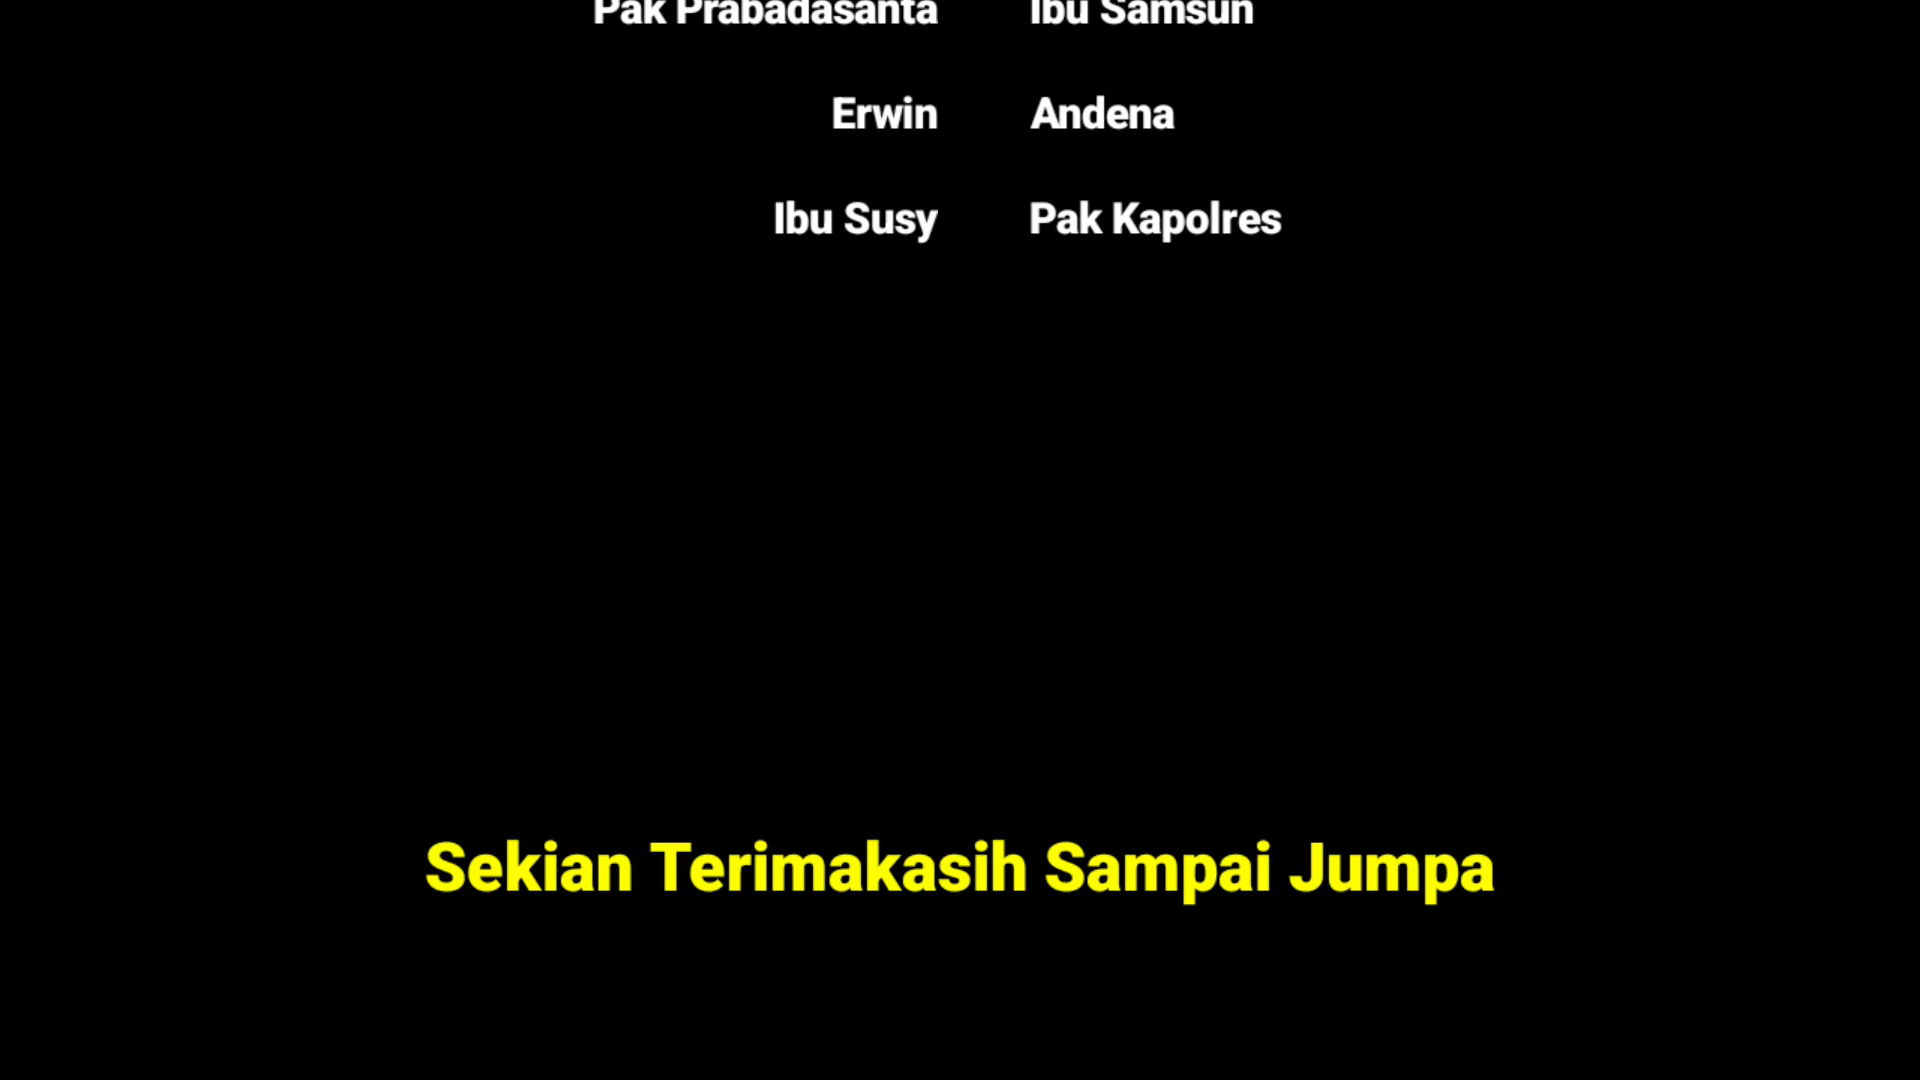 Pak Prabadasanta Ibu Samsun
Erwin Andena
Ibu Susy Pak Kapolres
Sekian Terimakasih Sampai Jumpa